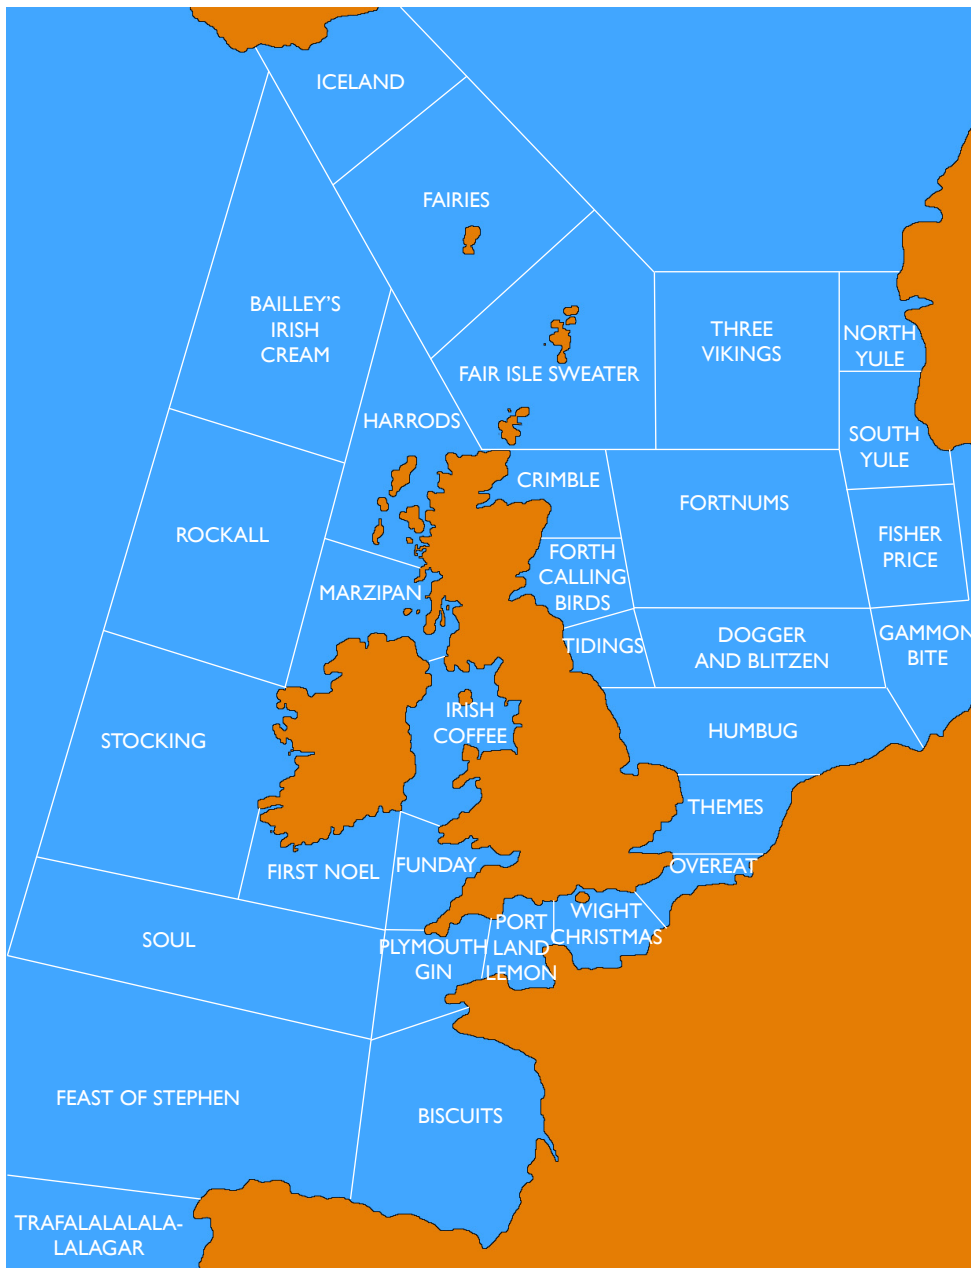 ICELAND
FAIRIES
BAILLEY'S
IRISH
CREAM
THREE
VIKINGS
NORTH
YULE
FAIR ISLE SWEATER
HARRODS
SOUTH
YULE
CRIMBLE
FORTNUMS
ROCKALL
FISHER
PRICE
FORTH
CALLING
BIRDS
MARZIPAN
TIDINGS
DOGGER
AND BLITZEN
GAMMON
BITE
IRISH
COFFEE
STOCKING
HUMBUG
THEMES
FIRST NOEL
FUNDAY
OVEREAT
SOUL
PLYMOUTH
GIN
PORT
LAND
LEMON
WIGHT
CHRISTMAS
FEAST OF STEPHEN
BISCUITS
TRAFALALALALA-
LALAGAR